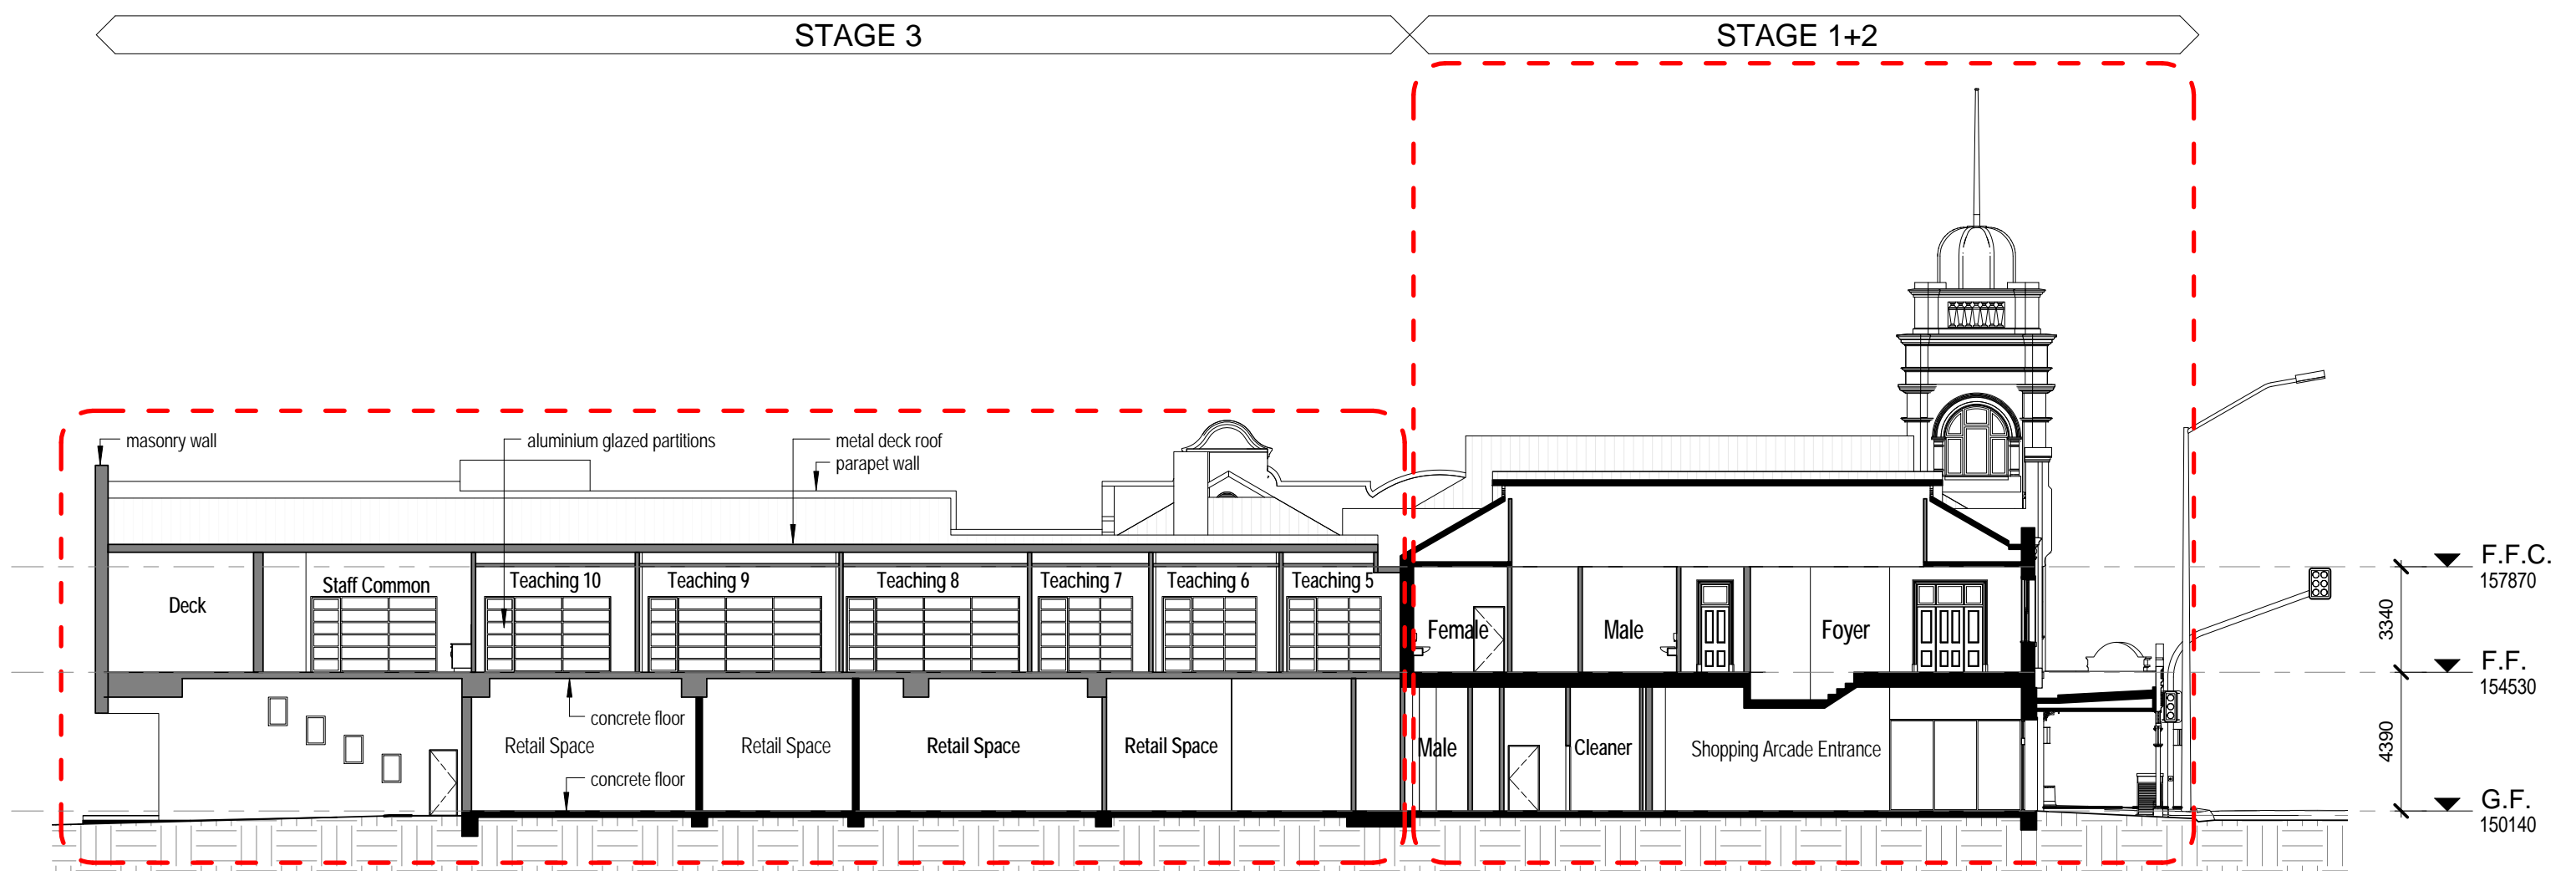 STAGE 3
STAGE 1+2
masonry wall
aluminium glazed partitions
metal deck roof
parapet wall
F.F.C.
157870
Deck
Staff Common
Teaching 10
Teaching 9
Teaching 8
Teaching 7
Teaching 6
Teaching 5
Female
Male
Foyer
3340
F.F.
154530
concrete floor
Retail Space
Retail Space
Retail Space
Retail Space
Male
Cleaner
Shopping Arcade Entrance
4390
concrete floor
G.F.
150140